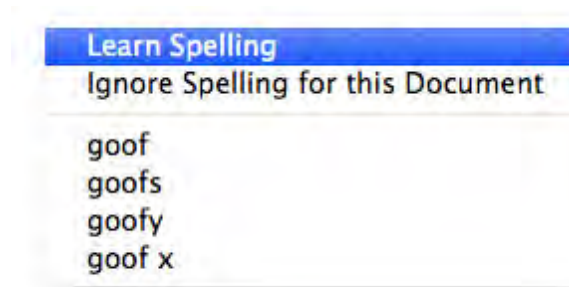 Learn Spelling
Ignore Spelling for this Document
goof
goofs
goofy
goof x